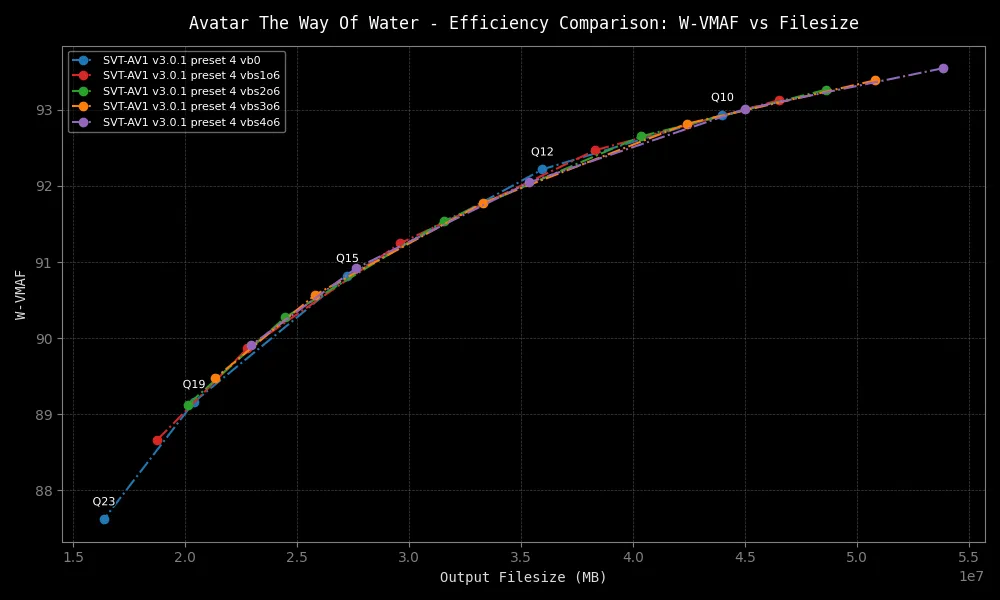 Avatar The Way Of Water - Efficiency Comparison: W-VMAF vs Filesize
SVT-AV1 v3.0.1 preset 4 vb0
SVT-AV1 v3.0.1 preset 4 vbs1o6
SVT-AV1 v3.0.1 preset 4 vbs2o6
SVT-AV1 v3.0.1 preset 4 vbs3o6
SVT-AV1 v3.0.1 preset 4 vbs4o6
W-VMAF
93
92
91
90
89
88
Q10
Q12
Q15
Q19
Q23
1.5 2.0 2.5 3.0 3.5 4.0 4.5 5.0 5.5
1e7
Output Filesize (MB)